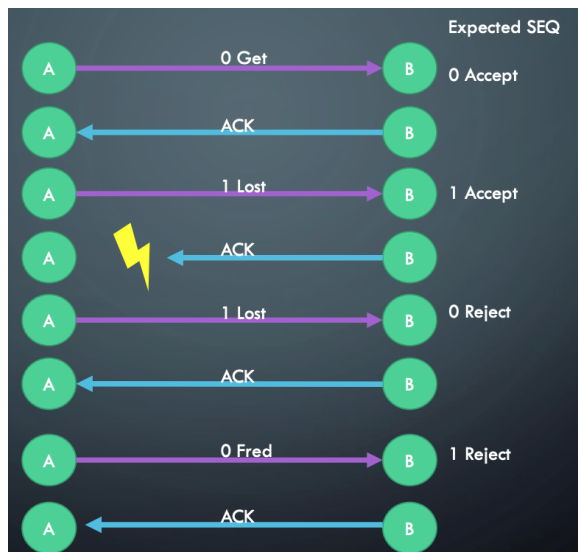 Expected SEQ
A 0 Get B 0 Accept
A ACK B
A 1 Lost B 1 Accept
A ACK B
A 1 Lost B 0 Reject
A ACK B
A 0 Fred B 1 Reject
A ACK B